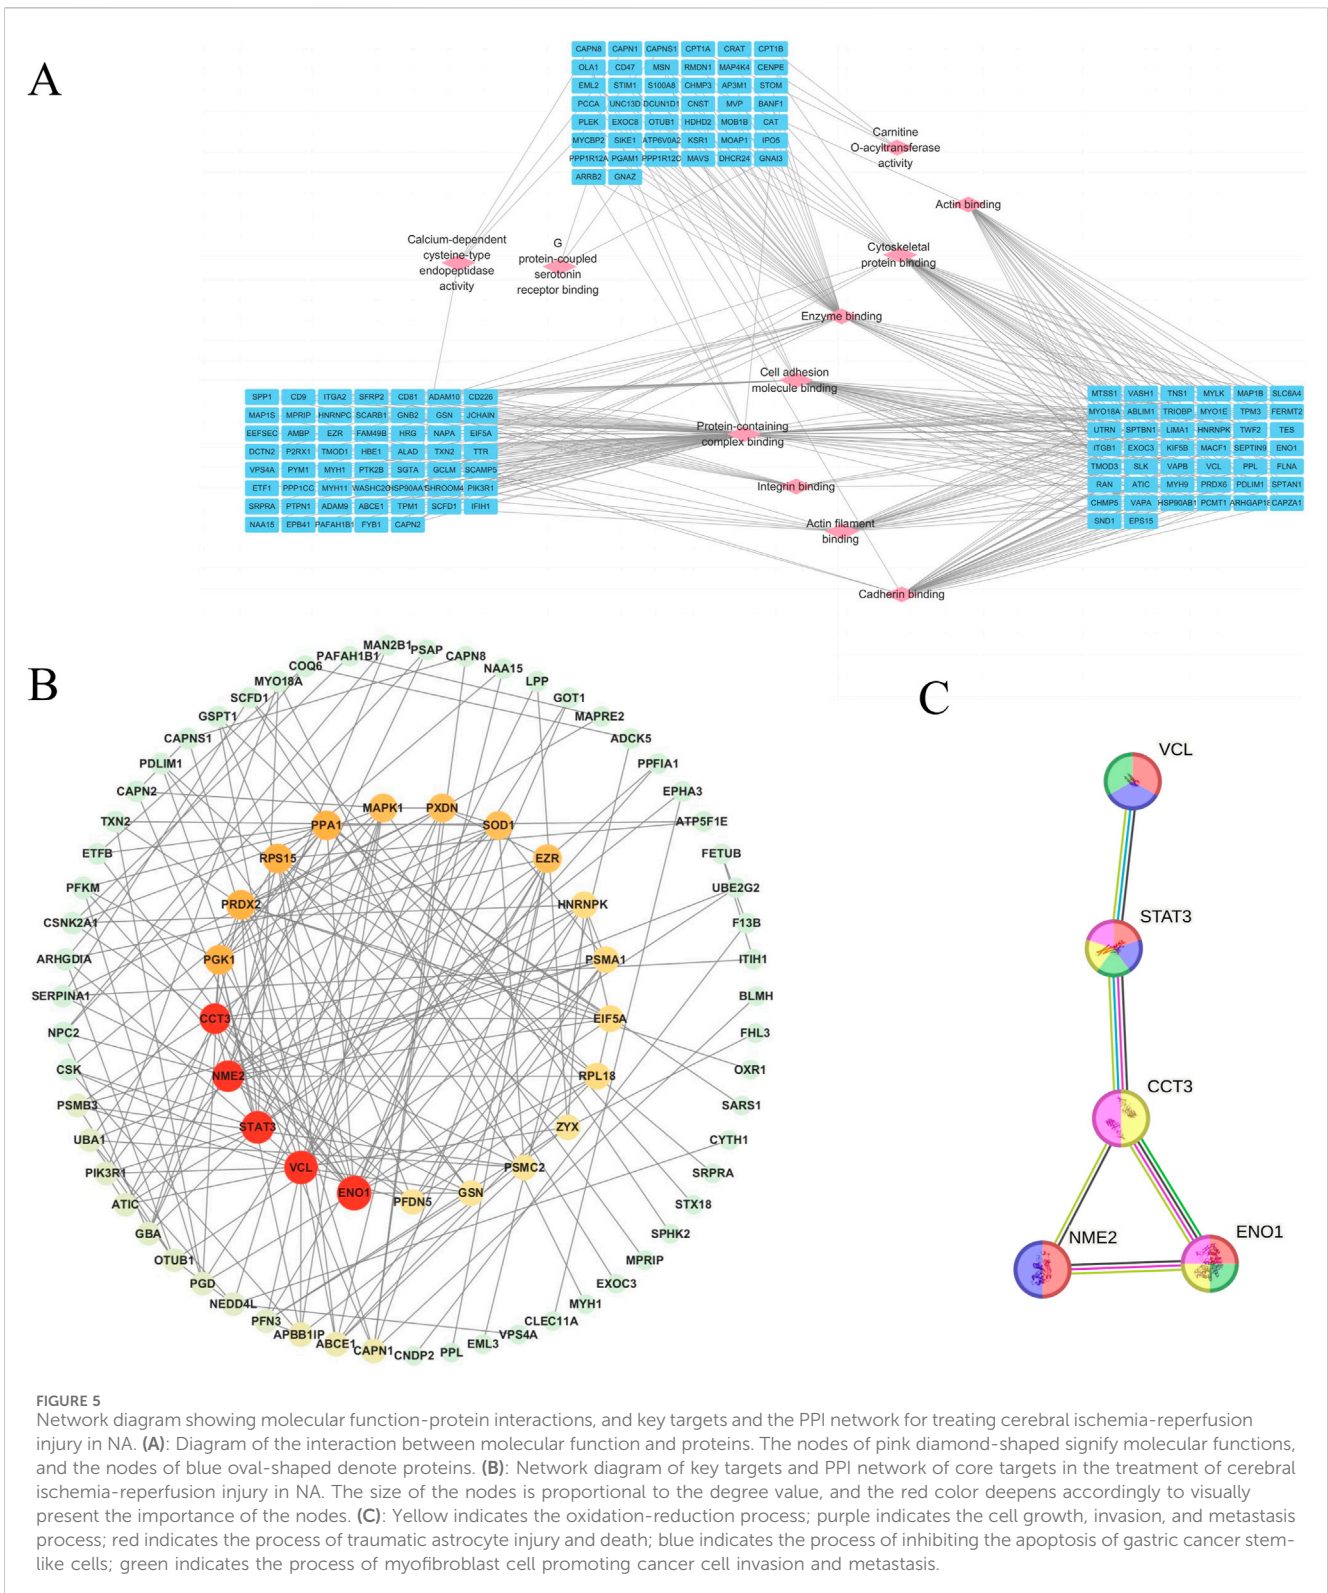 A
CAPN8 CAPN1 CAPNS1 CPT1A CRAT CPT1B
OLA1 CD47 MSN RMDN1 MAP4K4 CENPE
EML2 STIM1 S100A8 CHMP3 AP3M1 STOM
PCCA UNC13D DCUN1D1 CNST MVP BANF1
PLEK EXOC8 OTUB1 HDHD2 MOB1B CAT
MYCBP2 SIKE1 ATP6V0A2 KSR1 MOAP1 IPO5
PPP1R12A PGAM1 PPP1R12C MAVS DHCR24 GNAI3
ARRB2 GNAZ
Carnitine
O-acyltransferase
activity
Actin binding
Calcium-dependent
cysteine-type
endopeptidase
activity
G
protein-coupled
serotonin
receptor binding
Cytoskeletal
protein binding
Enzyme binding
Cell adhesion
molecule binding
Protein-containing
complex binding
Integrin binding
Actin filament
binding
Cadherin binding
SPP1 CD9 ITGA2 SFRP2 CD81 ADAM10 CD226
MAP1S MPRIP HNRNPC SCARB1 GNB2 GSN JCHAIN
EEFSEC AMBP EZR FAM49B HRG NAPA EIF5A
DCTN2 P2RX1 TMOD1 HBE1 ALAD TXN2 TTR
VPS4A PYM1 MYH1 PTK2B SGTA GCLM SCAMP5
ETF1 PPP1CC MYH11 WASHC2C HSP90AA1 SHROOM4 PIK3R1
SRPRA PTPN1 ADAM9 ABCE1 TPM1 SCFD1 IFIH1
NAA15 EPB41 PAFAH1B1 FYB1 CAPN2
MTSS1 VASH1 TNS1 MYLK MAP1B SLC6A4
MYO18A ABLIM1 TRIOBP MYO1E TPM3 FERMT2
UTRN SPTBN1 LIMA1 HNRNPK TWF2 TES
ITGB1 EXOC3 KIF5B MACF1 SEPTIN9 ENO1
TMOD3 SLK VAPB VCL PPL FLNA
RAN ATIC MYH9 PRDX6 PDLIM1 SPTAN1
CHMP5 VAPA HSP90AB1 PCMT1 ARHGAP18 CAPZA1
SND1 EPS15
B
MAN2B1
PSAP
PAFAH1B1
CAPN8
COQ6
NAA15
MYO18A
LPP
SCFD1
GOT1
GSPT1
MAPRE2
CAPNS1
ADCK5
PDLIM1
PPFIA1
CAPN2
EPHA3
TXN2
ATP5F1E
ETFB
FETUB
PFKM
UBE2G2
CSNK2A1
F13B
ARHGDIA
ITIH1
SERPINA1
BLMH
NPC2
FHL3
CSK
OXR1
PSMB3
SARS1
UBA1
CYTH1
PIK3R1
SRPRA
ATIC
STX18
GBA
SPHK2
OTUB1
MPRIP
PGD
EXOC3
NEDD4L
MYH1
PFN3
CLEC11A
APBB1IP
VPS4A
ABCE1
EML3
CAPN1
PPL
CNDP2
MAPK1
PXDN
PPA1
SOD1
RPS15
EZR
PRDX2
HNRNPK
PGK1
PSMA1
CCT3
EIF5A
NME2
RPL18
STAT3
ZYX
VCL
PSMC2
ENO1
GSN
PFDN5
C
VCL
STAT3
CCT3
NME2
ENO1
FIGURE 5
Network diagram showing molecular function-protein interactions, and key targets and the PPI network for treating cerebral ischemia-reperfusion
injury in NA. (A): Diagram of the interaction between molecular function and proteins. The nodes of pink diamond-shaped signify molecular functions,
and the nodes of blue oval-shaped denote proteins. (B): Network diagram of key targets and PPI network of core targets in the treatment of cerebral
ischemia-reperfusion injury in NA. The size of the nodes is proportional to the degree value, and the red color deepens accordingly to visually
present the importance of the nodes. (C): Yellow indicates the oxidation-reduction process; purple indicates the cell growth, invasion, and metastasis
process; red indicates the process of traumatic astrocyte injury and death; blue indicates the process of inhibiting the apoptosis of gastric cancer stem-
like cells; green indicates the process of myofibroblast cell promoting cancer cell invasion and metastasis.